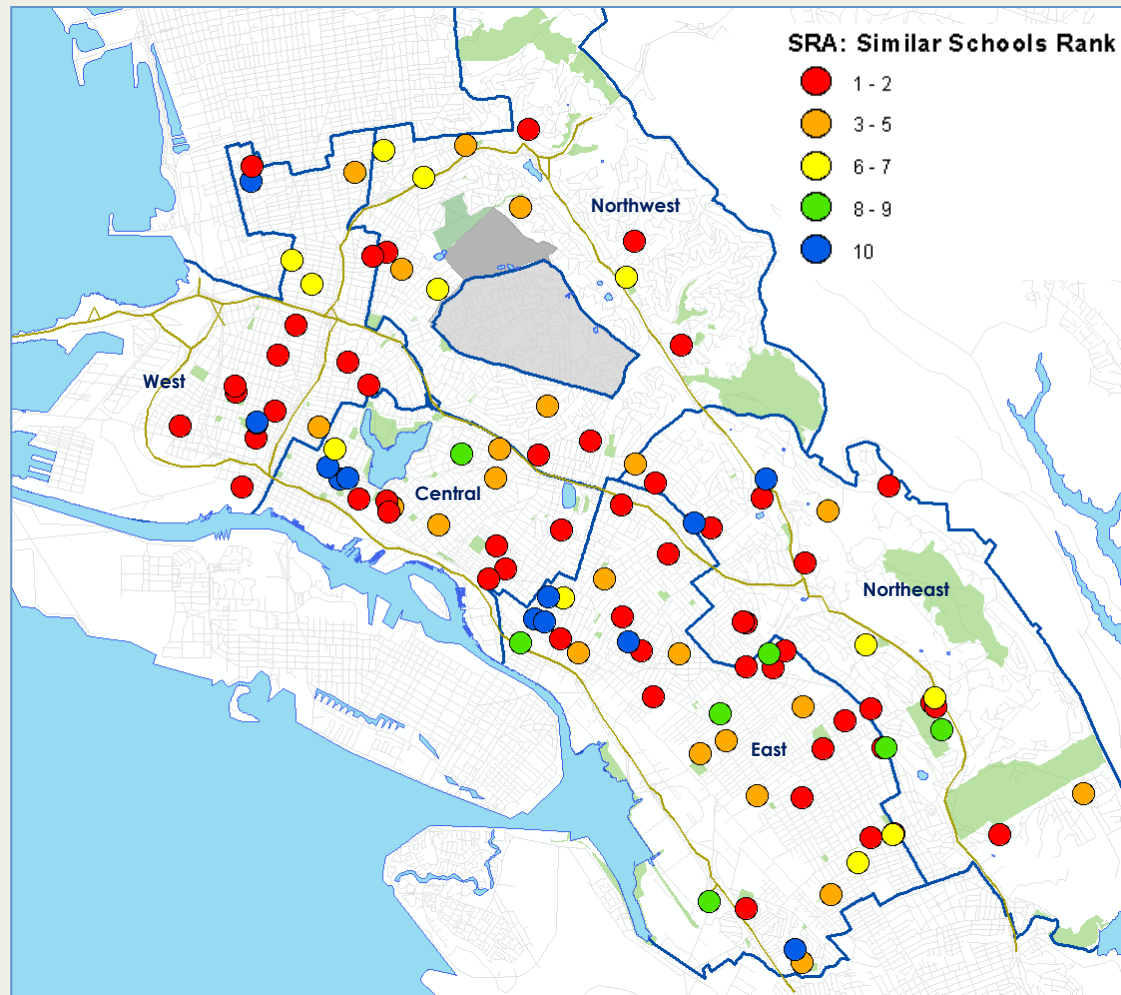 SRA: Similar Schools Rank
1 - 2
3 - 5
6 - 7
8 - 9
10
Northwest
West
Central
Northeast
East